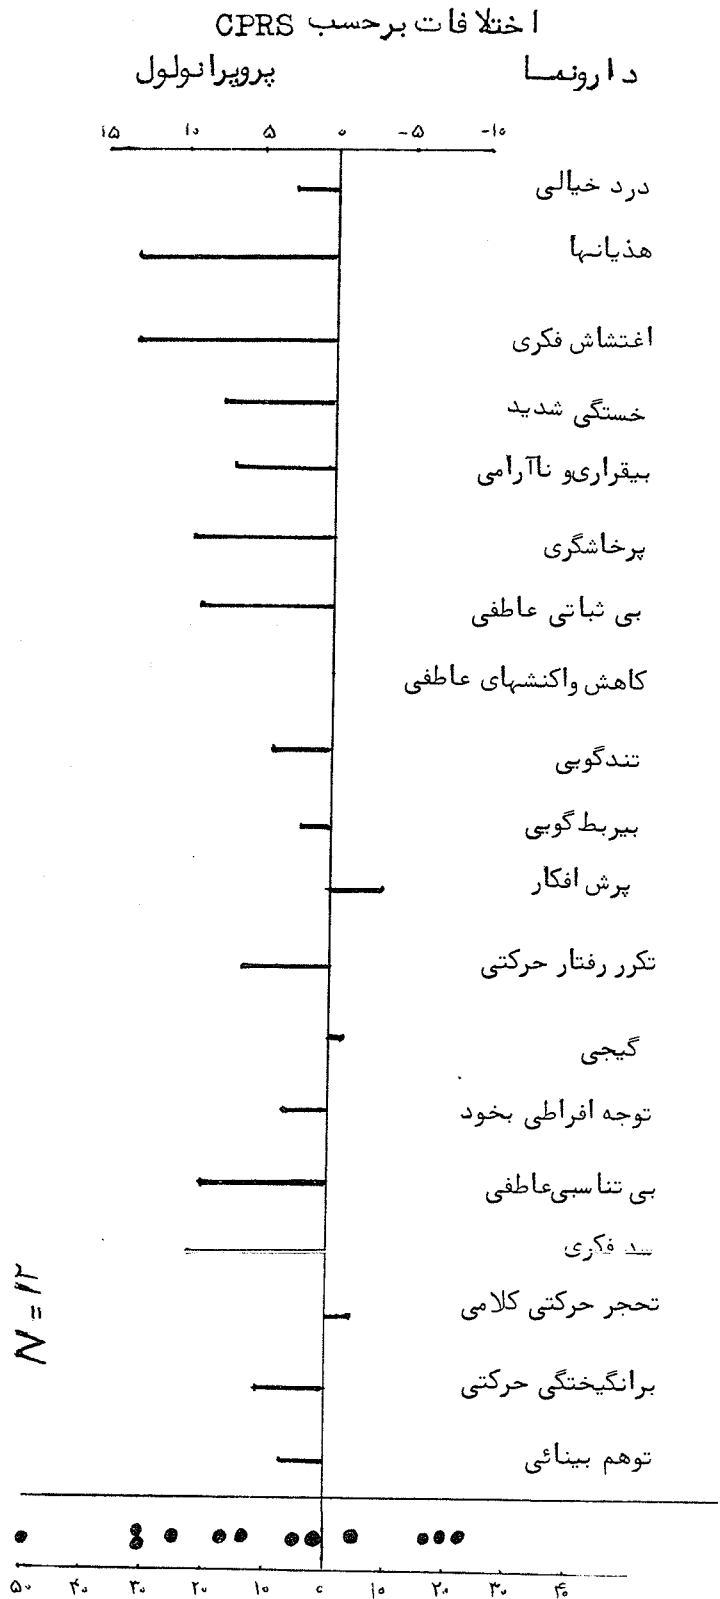 اختلافات برحسب CPRS
دارونما پروپرانولول
۱۵ ۱۰ ۵ ۰ -۵ -۱۰
درد خیالی
هذیانها
اغتشاش فکری
خستگی شدید
بیقراری و ناآرامی
پرخاشگری
بی ثباتی عاطفی
کاهش واکنشهای عاطفی
تندگویی
بیربط گویی
پرش افکار
تکرر رفتار حرکتی
گیجی
توجه افراطی بخود
بی تناسبی عاطفی
سد فکری
تحجر حرکتی کلامی
برانگیختگی حرکتی
توهم بینائی
N = ۱۲
۵۰ ۴۰ ۳۰ ۲۰ ۱۰ ۰ ۱۰ ۲۰ ۳۰ ۴۰